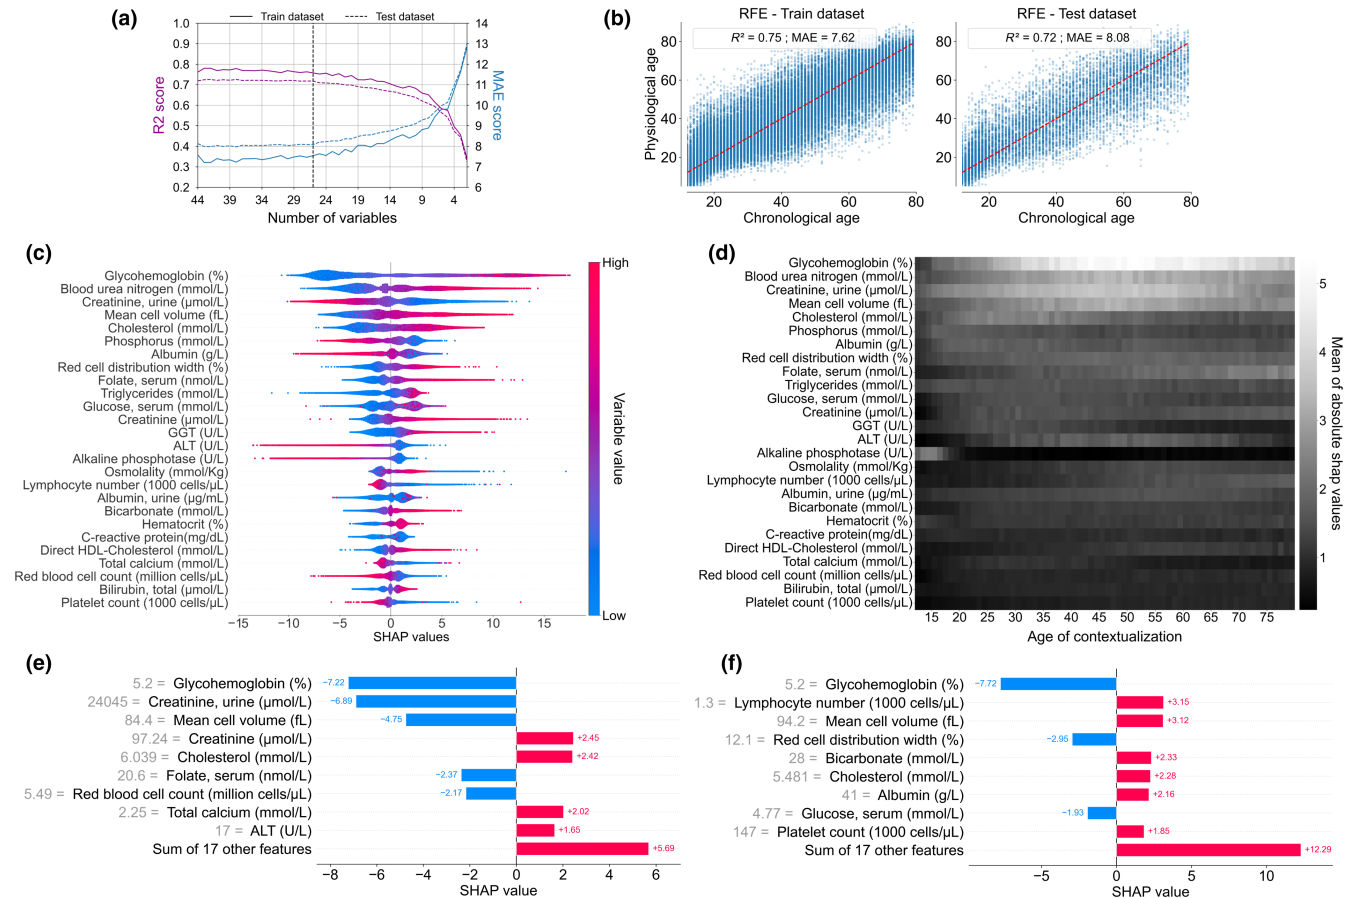 (a)
Train dataset
Test dataset
1.0
0.9
0.8
0.7
0.6
0.5
0.4
0.3
0.2
R2 score
14
13
12
11
10
9
8
7
6
MAE score
44 39 34 29 24 19 14 9 4
Number of variables
(b)
RFE - Train dataset
R² = 0.75 ; MAE = 7.62
80
60
40
20
Physiological age
20 40 60 80
Chronological age
RFE - Test dataset
R² = 0.72 ; MAE = 8.08
80
60
40
20
20 40 60 80
Chronological age
(c)
Glycohemoglobin (%)
Blood urea nitrogen (mmol/L)
Creatinine, urine (µmol/L)
Mean cell volume (fL)
Cholesterol (mmol/L)
Phosphorus (mmol/L)
Albumin (g/L)
Red cell distribution width (%)
Folate, serum (nmol/L)
Triglycerides (mmol/L)
Glucose, serum (mmol/L)
Creatinine (µmol/L)
GGT (U/L)
ALT (U/L)
Alkaline phosphotase (U/L)
Osmolality (mmol/Kg)
Lymphocyte number (1000 cells/µL)
Albumin, urine (µg/mL)
Bicarbonate (mmol/L)
Hematocrit (%)
C-reactive protein(mg/dL)
Direct HDL-Cholesterol (mmol/L)
Total calcium (mmol/L)
Red blood cell count (million cells/µL)
Bilirubin, total (µmol/L)
Platelet count (1000 cells/µL)
−15 −10 −5 0 5 10 15
SHAP values
High
Variable value
Low
(d)
Glycohemoglobin (%)
Blood urea nitrogen (mmol/L)
Creatinine, urine (µmol/L)
Mean cell volume (fL)
Cholesterol (mmol/L)
Phosphorus (mmol/L)
Albumin (g/L)
Red cell distribution width (%)
Folate, serum (nmol/L)
Triglycerides (mmol/L)
Glucose, serum (mmol/L)
Creatinine (µmol/L)
GGT (U/L)
ALT (U/L)
Alkaline phosphotase (U/L)
Osmolality (mmol/Kg)
Lymphocyte number (1000 cells/µL)
Albumin, urine (µg/mL)
Bicarbonate (mmol/L)
Hematocrit (%)
C-reactive protein(mg/dL)
Direct HDL-Cholesterol (mmol/L)
Total calcium (mmol/L)
Red blood cell count (million cells/µL)
Bilirubin, total (µmol/L)
Platelet count (1000 cells/µL)
15 20 25 30 35 40 45 50 55 60 65 70 75
Age of contextualization
5
4
3
2
1
Mean of absolute shap values
(e)
5.2 = Glycohemoglobin (%) −7.22
24045 = Creatinine, urine (µmol/L) −6.89
84.4 = Mean cell volume (fL) −4.75
97.24 = Creatinine (µmol/L) +2.45
6.039 = Cholesterol (mmol/L) +2.42
20.6 = Folate, serum (nmol/L) −2.37
5.49 = Red blood cell count (million cells/µL) −2.17
2.25 = Total calcium (mmol/L) +2.02
17 = ALT (U/L) +1.65
Sum of 17 other features +5.69
−8 −6 −4 −2 0 2 4 6
SHAP value
(f)
5.2 = Glycohemoglobin (%) −7.72
1.3 = Lymphocyte number (1000 cells/µL) +3.15
94.2 = Mean cell volume (fL) +3.12
12.1 = Red cell distribution width (%) −2.95
28 = Bicarbonate (mmol/L) +2.33
5.481 = Cholesterol (mmol/L) +2.28
41 = Albumin (g/L) +2.16
4.77 = Glucose, serum (mmol/L) −1.93
147 = Platelet count (1000 cells/µL) +1.85
Sum of 17 other features +12.29
−5 0 5 10
SHAP value